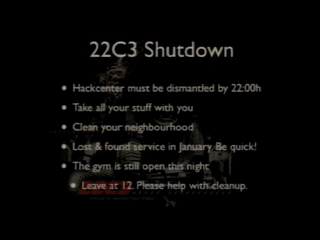 22C3 Shutdown
Hackcenter must be dismantled by 22:00h
Take all your stuff with you
Clean your neighbourhood
Lost & found service in January. Be quick!
The gym is still open this night
Leave at 12. Please help with cleanup.